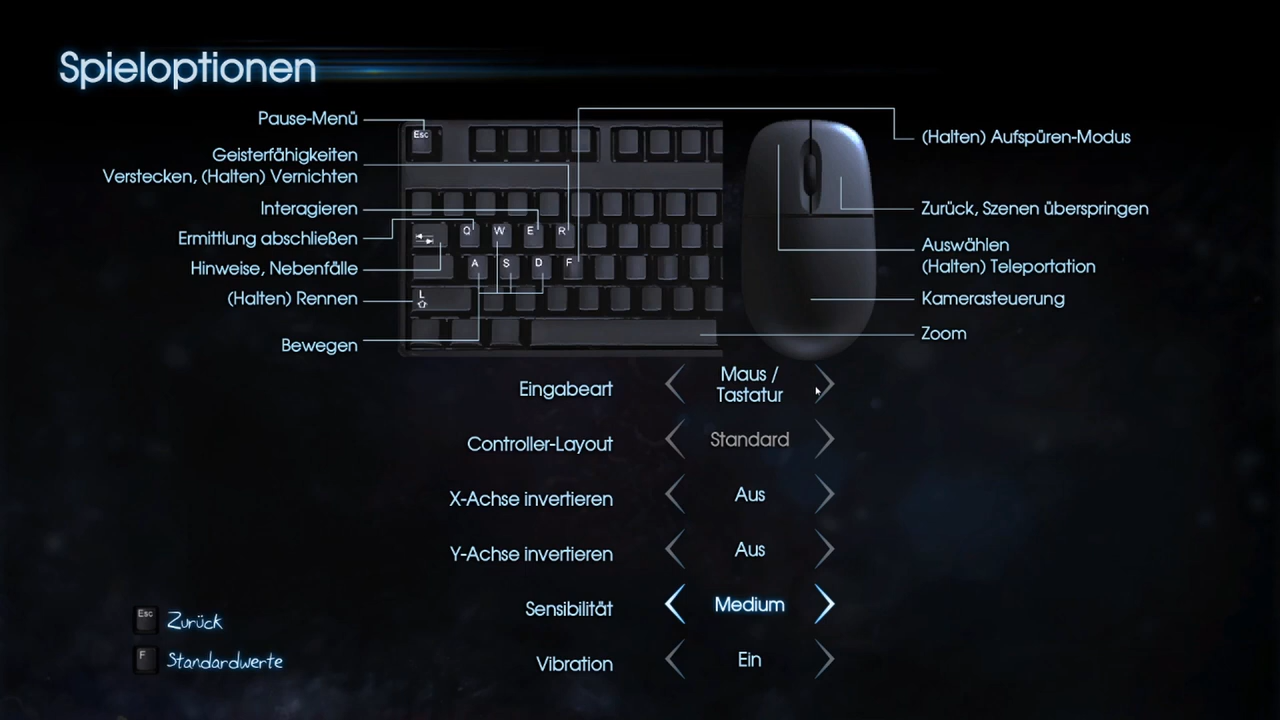 Spieloptionen
Pause-Menü
Geisterfähigkeiten
Verstecken, (Halten) Vernichten
Interagieren
Ermittlung abschließen
Hinweise, Nebenfälle
(Halten) Rennen
Bewegen
Esc
Q W E R
A S D F
L
(Halten) Aufspüren-Modus
Zurück, Szenen überspringen
Auswählen
(Halten) Teleportation
Kamerasteuerung
Zoom
Eingabeart
Maus /
Tastatur
Controller-Layout Standard
X-Achse invertieren Aus
Y-Achse invertieren Aus
Sensibilität Medium
Vibration Ein
Esc Zurück
F Standardwerte